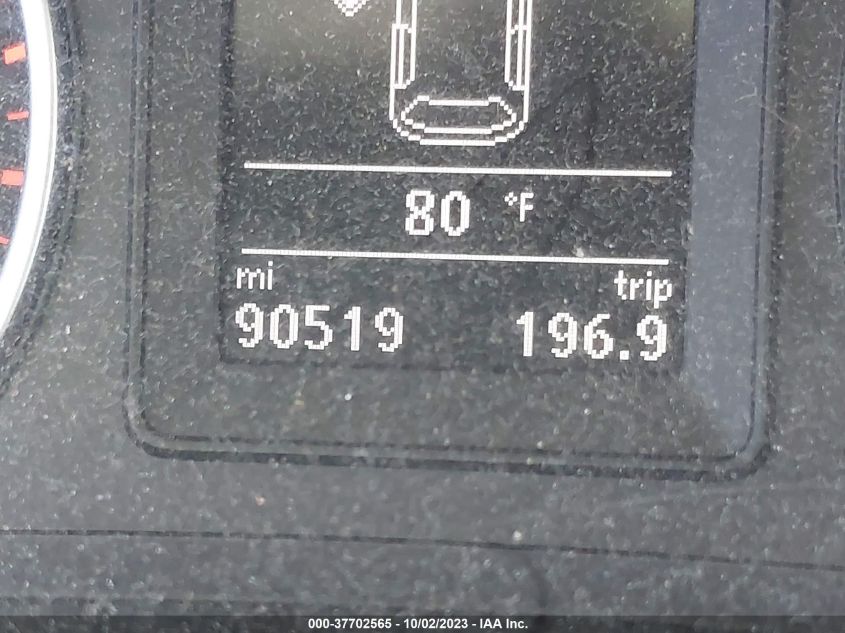 80 °F
mi trip
90519 196.9
000-37702565 - 10/02/2023 - IAA Inc.